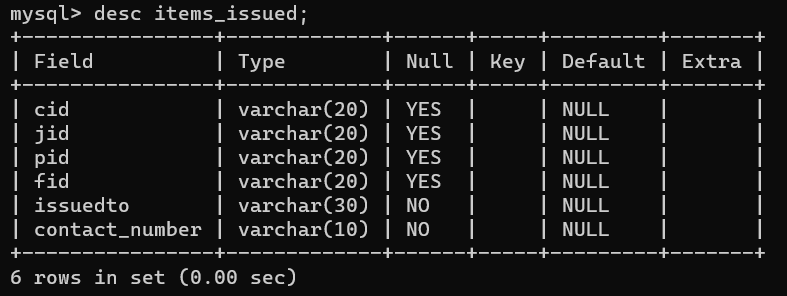 mysql> desc items_issued;
+----------------+-------------+------+-----+---------+-------+
| Field          | Type        | Null | Key | Default | Extra |
+----------------+-------------+------+-----+---------+-------+
| cid            | varchar(20) | YES  |     | NULL    |       |
| jid            | varchar(20) | YES  |     | NULL    |       |
| pid            | varchar(20) | YES  |     | NULL    |       |
| fid            | varchar(20) | YES  |     | NULL    |       |
| issuedto       | varchar(30) | NO   |     | NULL    |       |
| contact_number | varchar(10) | NO   |     | NULL    |       |
+----------------+-------------+------+-----+---------+-------+
6 rows in set (0.00 sec)